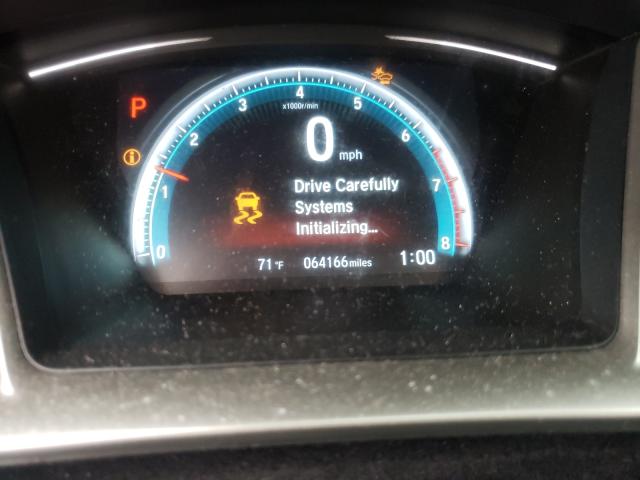 4
3
5
x1000r/min
P
2
6
0 mph
i
Drive Carefully
1
7
Systems
Initializing...
0
8
71°F 064166 miles 1:00